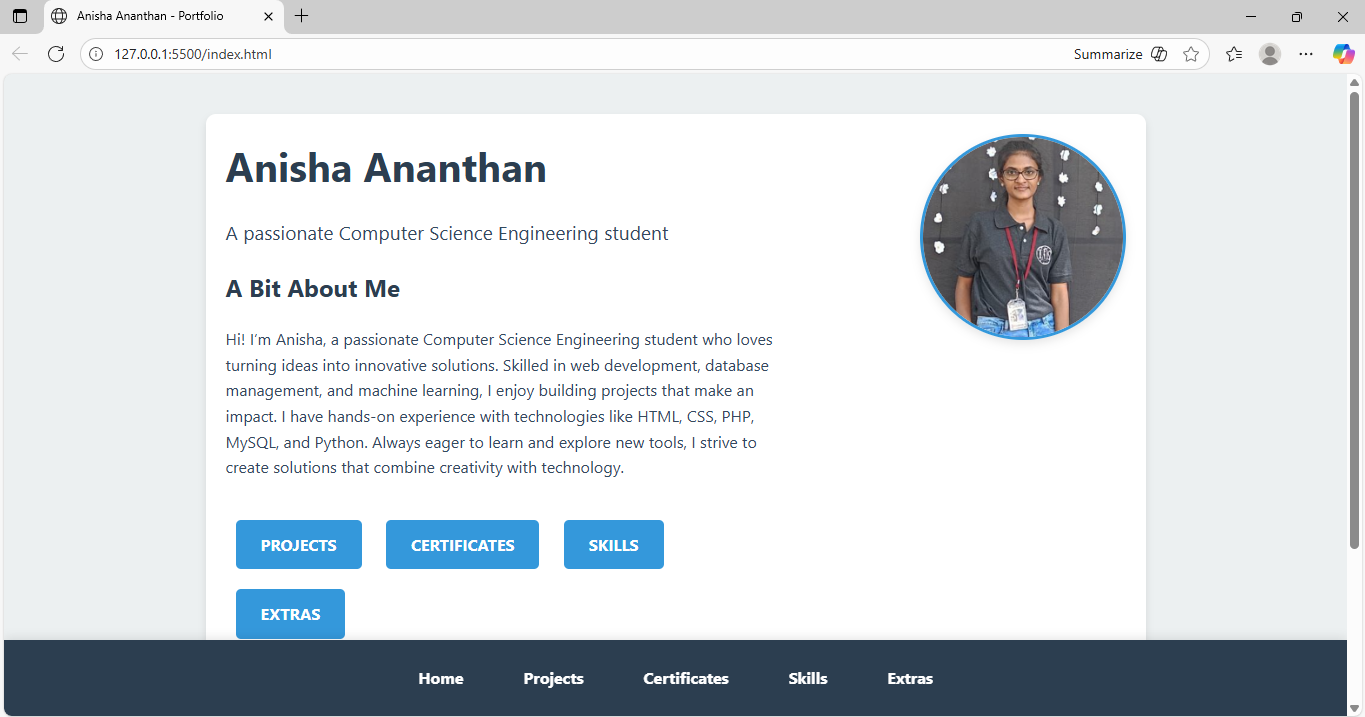 Anisha Ananthan - Portfolio
127.0.0.1:5500/index.html
Summarize
Anisha Ananthan
A passionate Computer Science Engineering student
A Bit About Me
Hi! I’m Anisha, a passionate Computer Science Engineering student who loves
turning ideas into innovative solutions. Skilled in web development, database
management, and machine learning, I enjoy building projects that make an
impact. I have hands-on experience with technologies like HTML, CSS, PHP,
MySQL, and Python. Always eager to learn and explore new tools, I strive to
create solutions that combine creativity with technology.
PROJECTS CERTIFICATES SKILLS
EXTRAS
Home Projects Certificates Skills Extras